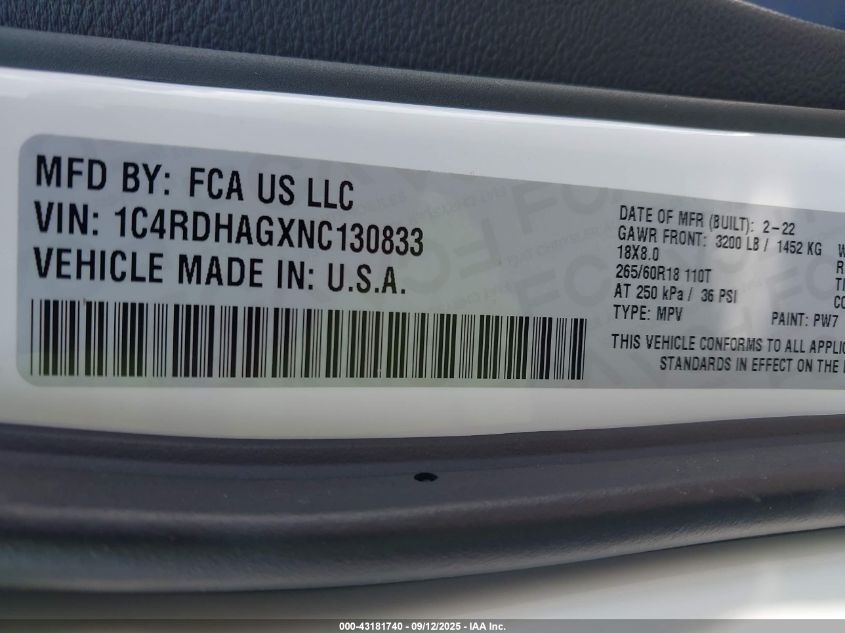 MFD BY: FCA US LLC
VIN: 1C4RDHAGXNC130833
VEHICLE MADE IN: U.S.A.
DATE OF MFR (BUILT): 2-22
GAWR FRONT: 3200 LB / 1452 KG
18X8.0
265/60R18 110T
AT 250 kPa / 36 PSI
TYPE: MPV PAINT: PW7
THIS VEHICLE CONFORMS TO ALL
STANDARDS IN EFFECT ON THE
000-43181740 - 09/12/2025 - IAA Inc.